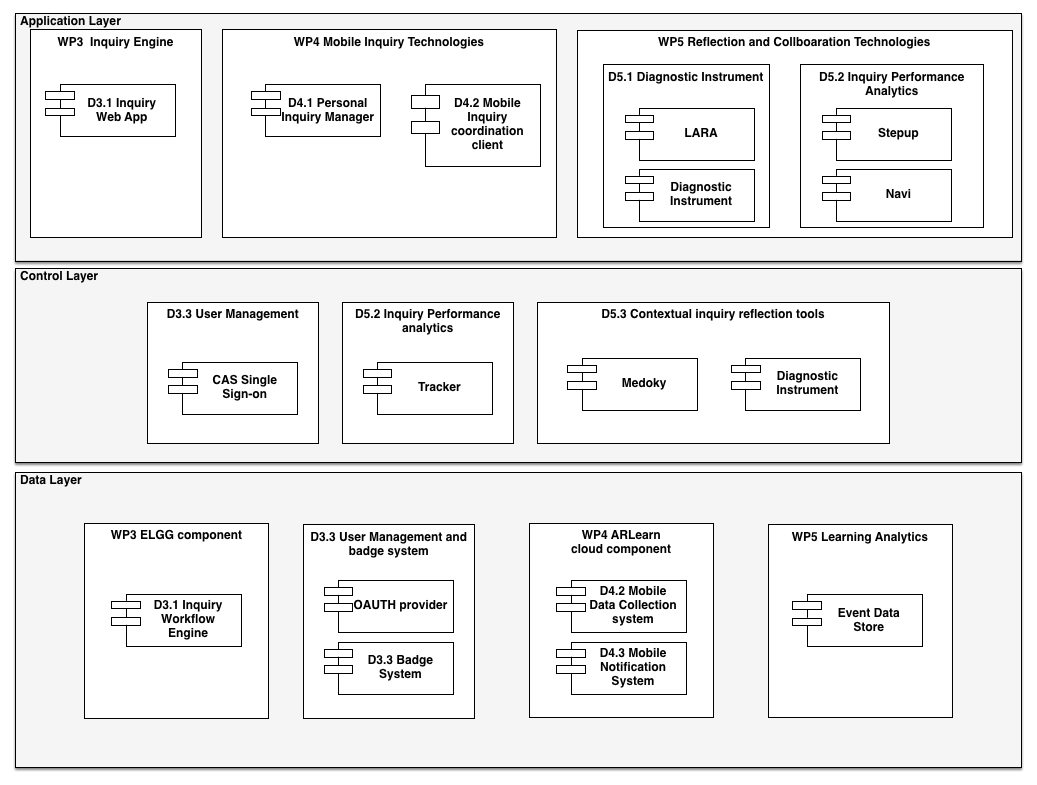 Application Layer
WP3  Inquiry Engine
D3.1 Inquiry
Web App
WP4 Mobile Inquiry Technologies
D4.1 Personal
Inquiry Manager
D4.2 Mobile
Inquiry
coordination
client
WP5 Reflection and Collboaration Technologies
D5.1 Diagnostic Instrument
LARA
Diagnostic
Instrument
D5.2 Inquiry Performance
Analytics
Stepup
Navi
Control Layer
D3.3 User Management
CAS Single
Sign-on
D5.2 Inquiry Performance
analytics
Tracker
D5.3 Contextual inquiry reflection tools
Medoky
Diagnostic
Instrument
Data Layer
WP3 ELGG component
D3.1 Inquiry
Workflow
Engine
D3.3 User Management and
badge system
OAUTH provider
D3.3 Badge
System
WP4 ARLearn
cloud component
D4.2 Mobile
Data Collection
system
D4.3 Mobile
Notification
System
WP5 Learning Analytics
Event Data
Store